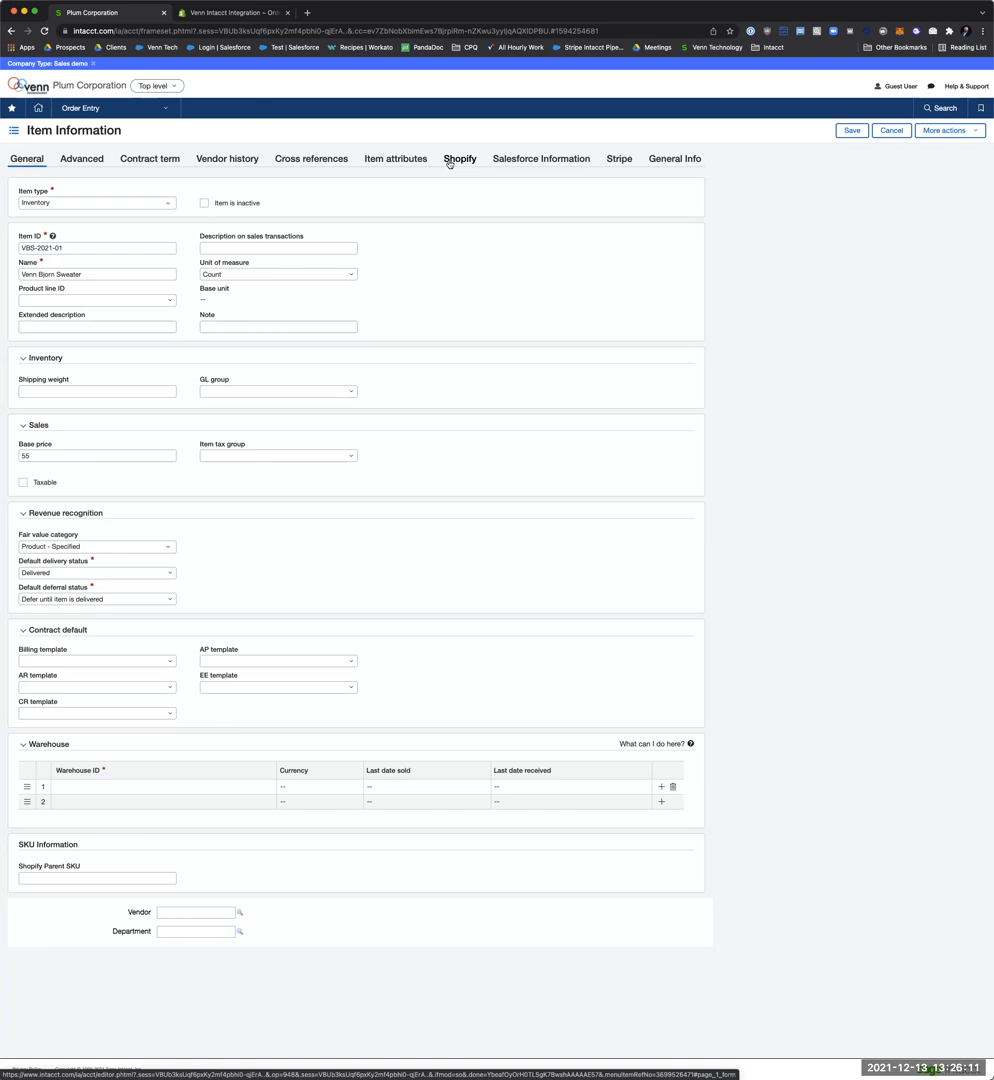 Plum Corporation
Venn Intacct Integration ~ Onli
intacct.com/ia/acct/frameset.phtml?.sess=VBUb3ksUqf6pxKy2mf4pbhi0-qjErA..&.cc=ev7ZbNobXbimEws7BjrpiRm-nZKwu3yyljqAQXlDPBU.#1594254681
Apps Prospects Clients Venn Tech Login | Salesforce Test | Salesforce Recipes | Workato PandaDoc CPQ All Hourly Work Stripe Intacct Pipe... Meetings Venn Technology Intacct Other Bookmarks Reading List
Company Type: Sales demo
venn Plum Corporation Top level Guest User Help & Support
Order Entry Search
Item Information Save Cancel More actions
General Advanced Contract term Vendor history Cross references Item attributes Shopify Salesforce Information Stripe General Info
Item type *
Inventory Item is inactive
Item ID * Description on sales transactions
VBS-2021-01
Name * Unit of measure
Venn Bjorn Sweater Count
Product line ID Base unit
--
Extended description Note
Inventory
Shipping weight GL group
Sales
Base price Item tax group
55
Taxable
Revenue recognition
Fair value category
Product - Specified
Default delivery status *
Delivered
Default deferral status *
Defer until item is delivered
Contract default
Billing template AP template
AR template EE template
CR template
Warehouse What can I do here?
Warehouse ID * Currency Last date sold Last date received
1 -- -- --
2 -- -- --
SKU Information
Shopify Parent SKU
Vendor
Department
2021-12-13 13:26:11